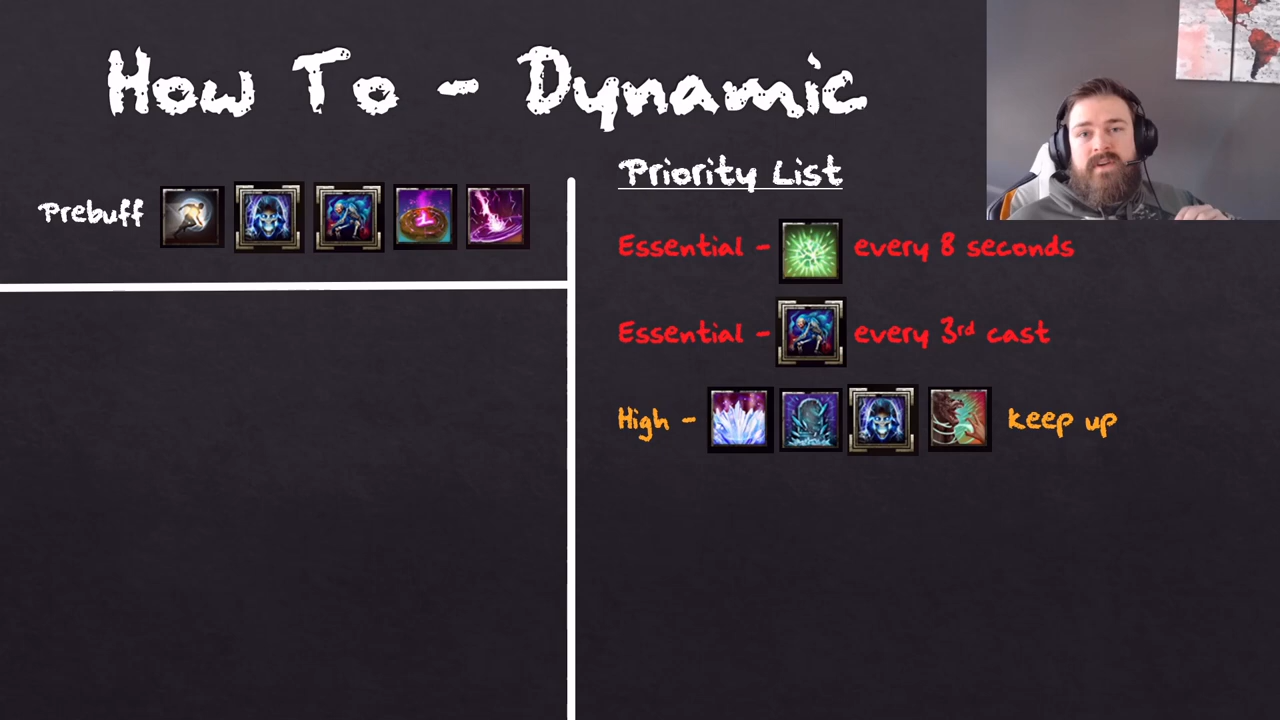 How To - Dynamic
Prebuff
Priority List
Essential - every 8 seconds
Essential - every 3rd cast
High - keep up